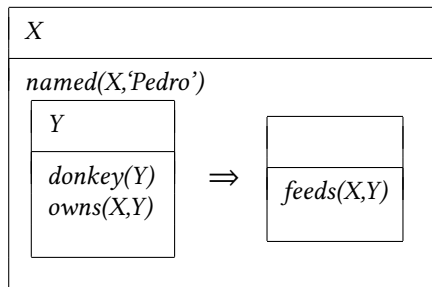 X
named(X,‘Pedro’)
Y
donkey(Y)
owns(X,Y)
⇒
feeds(X,Y)